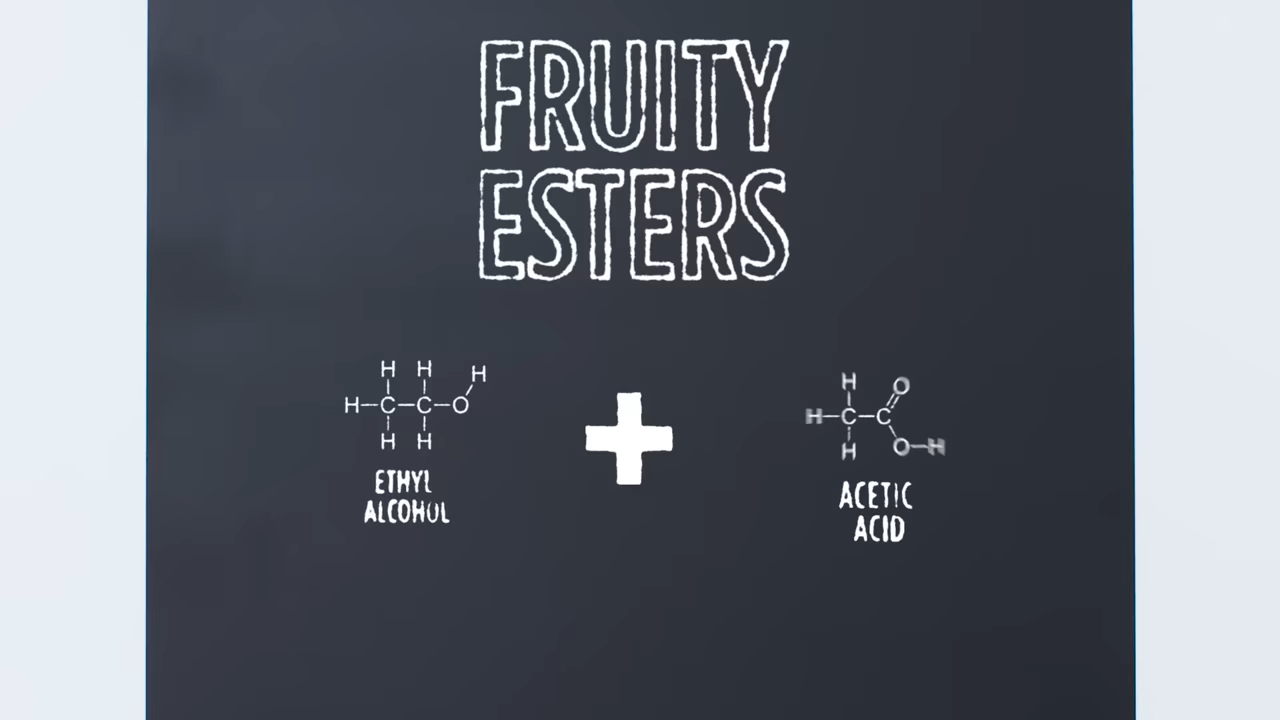 FRUITY
ESTERS
H H H
H-C-C-O
H H
ETHYL
ALCOHOL
H O
H-C-C
H O-H
ACETIC
ACID